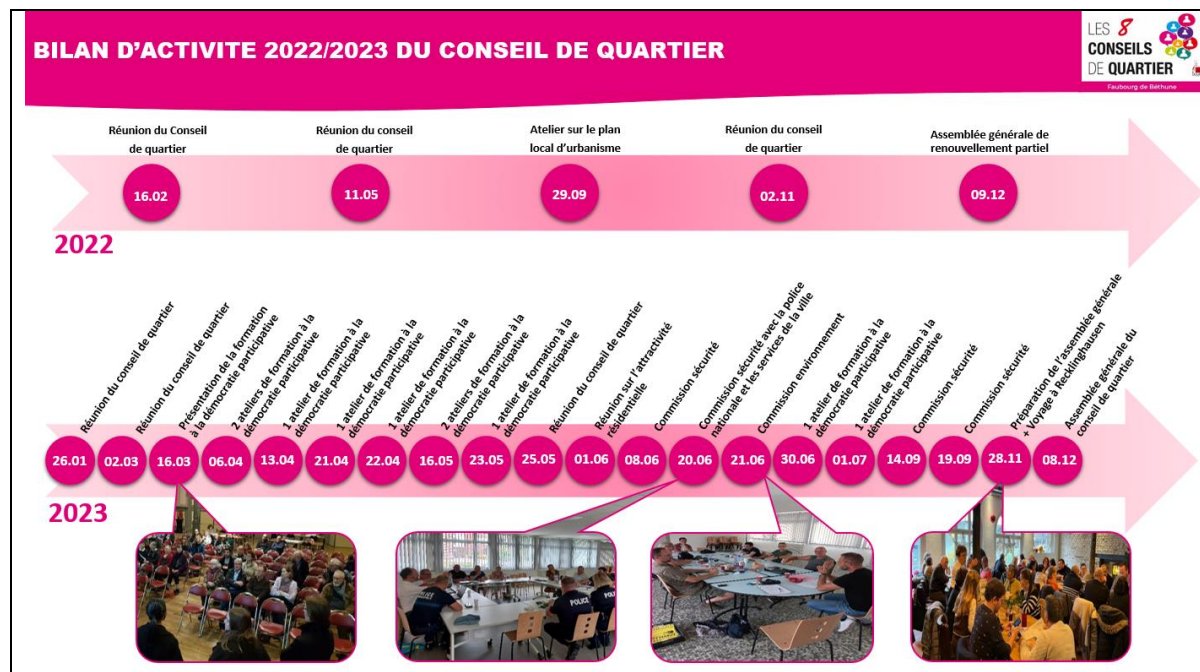 BILAN D'ACTIVITE 2022/2023 DU CONSEIL DE QUARTIER
LES 8
CONSEILS
DE QUARTIER
Faubourg de Béthune
Réunion du Conseil
de quartier
Réunion du conseil
de quartier
Atelier sur le plan
local d'urbanisme
Réunion du conseil
de quartier
Assemblée générale de
renouvellement partiel
16.02
11.05
29.09
02.11
09.12
2022
Réunion du conseil de quartier
Réunion du conseil de quartier
Présentation de la formation
à la démocratie participative
2 ateliers de formation à la
démocratie participative
1 atelier de formation à la
démocratie participative
1 atelier de formation à la
démocratie participative
1 atelier de formation à la
démocratie participative
2 ateliers de formation à la
démocratie participative
1 atelier de formation à la
démocratie participative
Réunion du conseil de quartier
Réunion sur l'attractivité
résidentielle
Commission sécurité
Commission sécurité avec la police
nationale et les services de la ville
Commission environnement
1 atelier de formation à la
démocratie participative
1 atelier de formation à la
démocratie participative
Commission sécurité
Commission sécurité
Préparation de l'assemblée générale
+ Voyage à Recklinghausen
Assemblée générale du
conseil de quartier
26.01
02.03
16.03
06.04
13.04
21.04
22.04
16.05
23.05
25.05
01.06
08.06
20.06
21.06
30.06
01.07
14.09
19.09
28.11
08.12
2023
POLICE